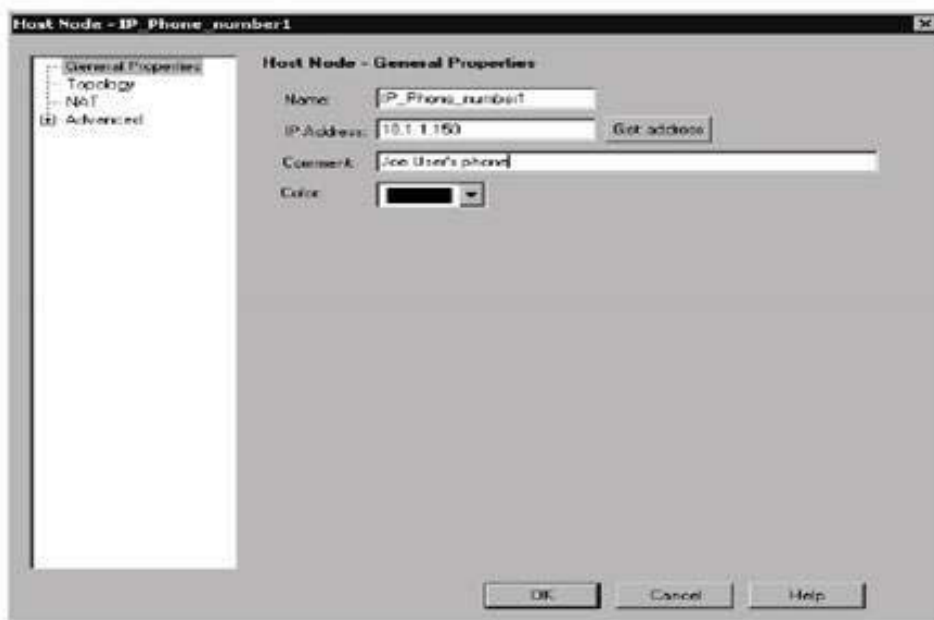 Host Node - IP_Phone_number1
General Properties
Topology
NAT
Advanced
Host Node - General Properties
Name: IP_Phone_number1
IP Address: 10.1.1.150 Get address
Comment: Joe User's phone
Color:
OK Cancel Help